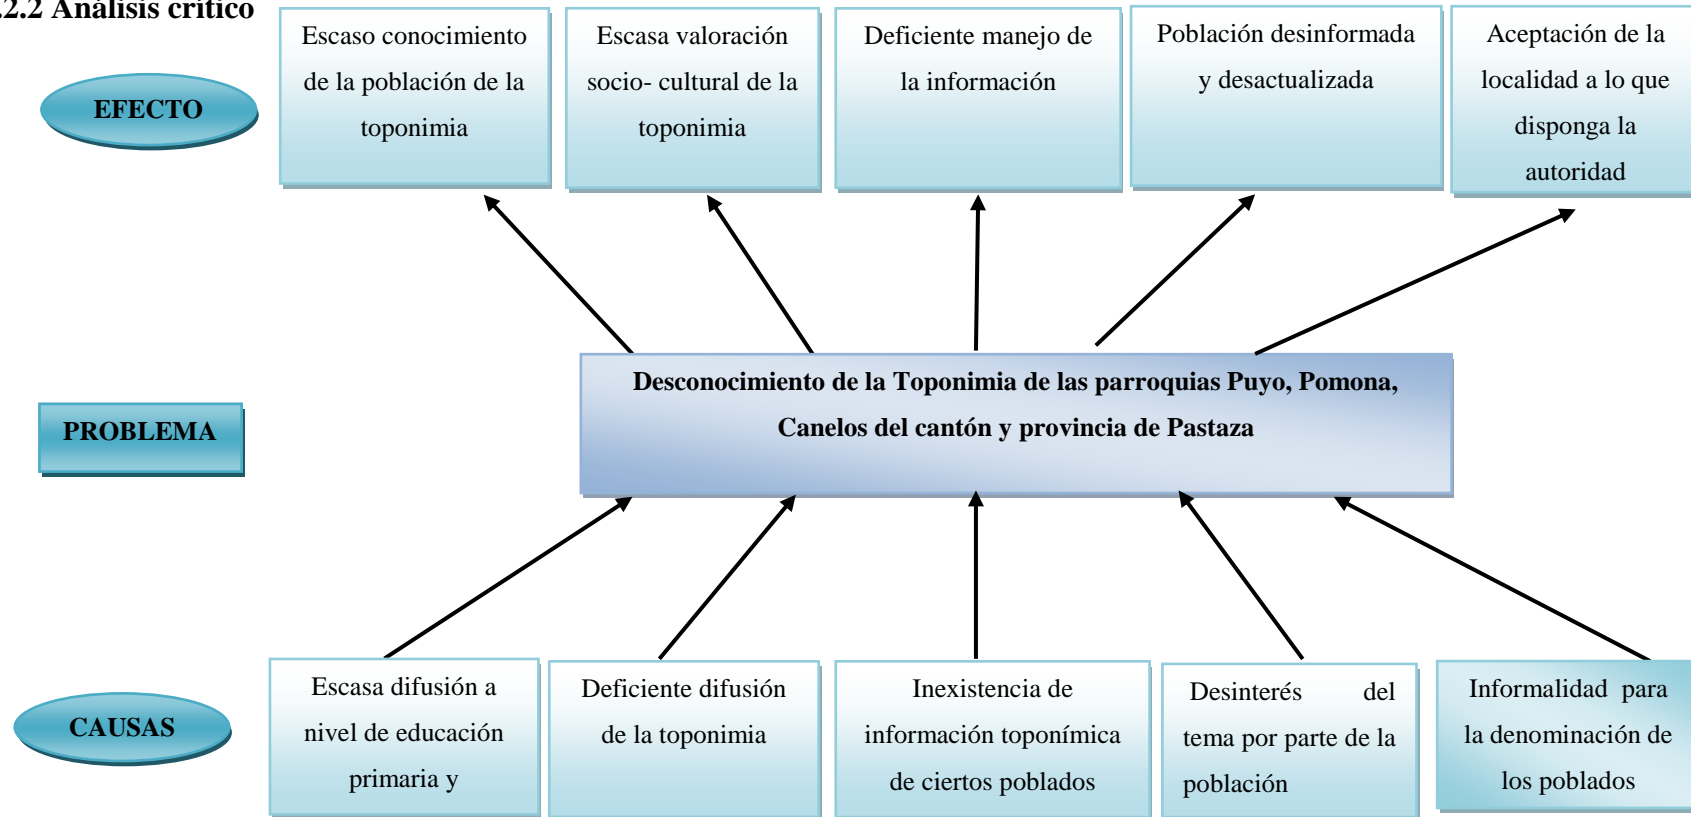 .2.2 Análisis crítico
EFECTO
Escaso conocimiento
de la población de la
toponimia
Escasa valoración
socio- cultural de la
toponimia
Deficiente manejo de
la información
Población desinformada
y desactualizada
Aceptación de la
localidad a lo que
disponga la
autoridad
PROBLEMA
Desconocimiento de la Toponimia de las parroquias Puyo, Pomona,
Canelos del cantón y provincia de Pastaza
CAUSAS
Escasa difusión a
nivel de educación
primaria y
Deficiente difusión
de la toponimia
Inexistencia de
información toponímica
de ciertos poblados
Desinterés del
tema por parte de la
población
Informalidad para
la denominación de
los poblados